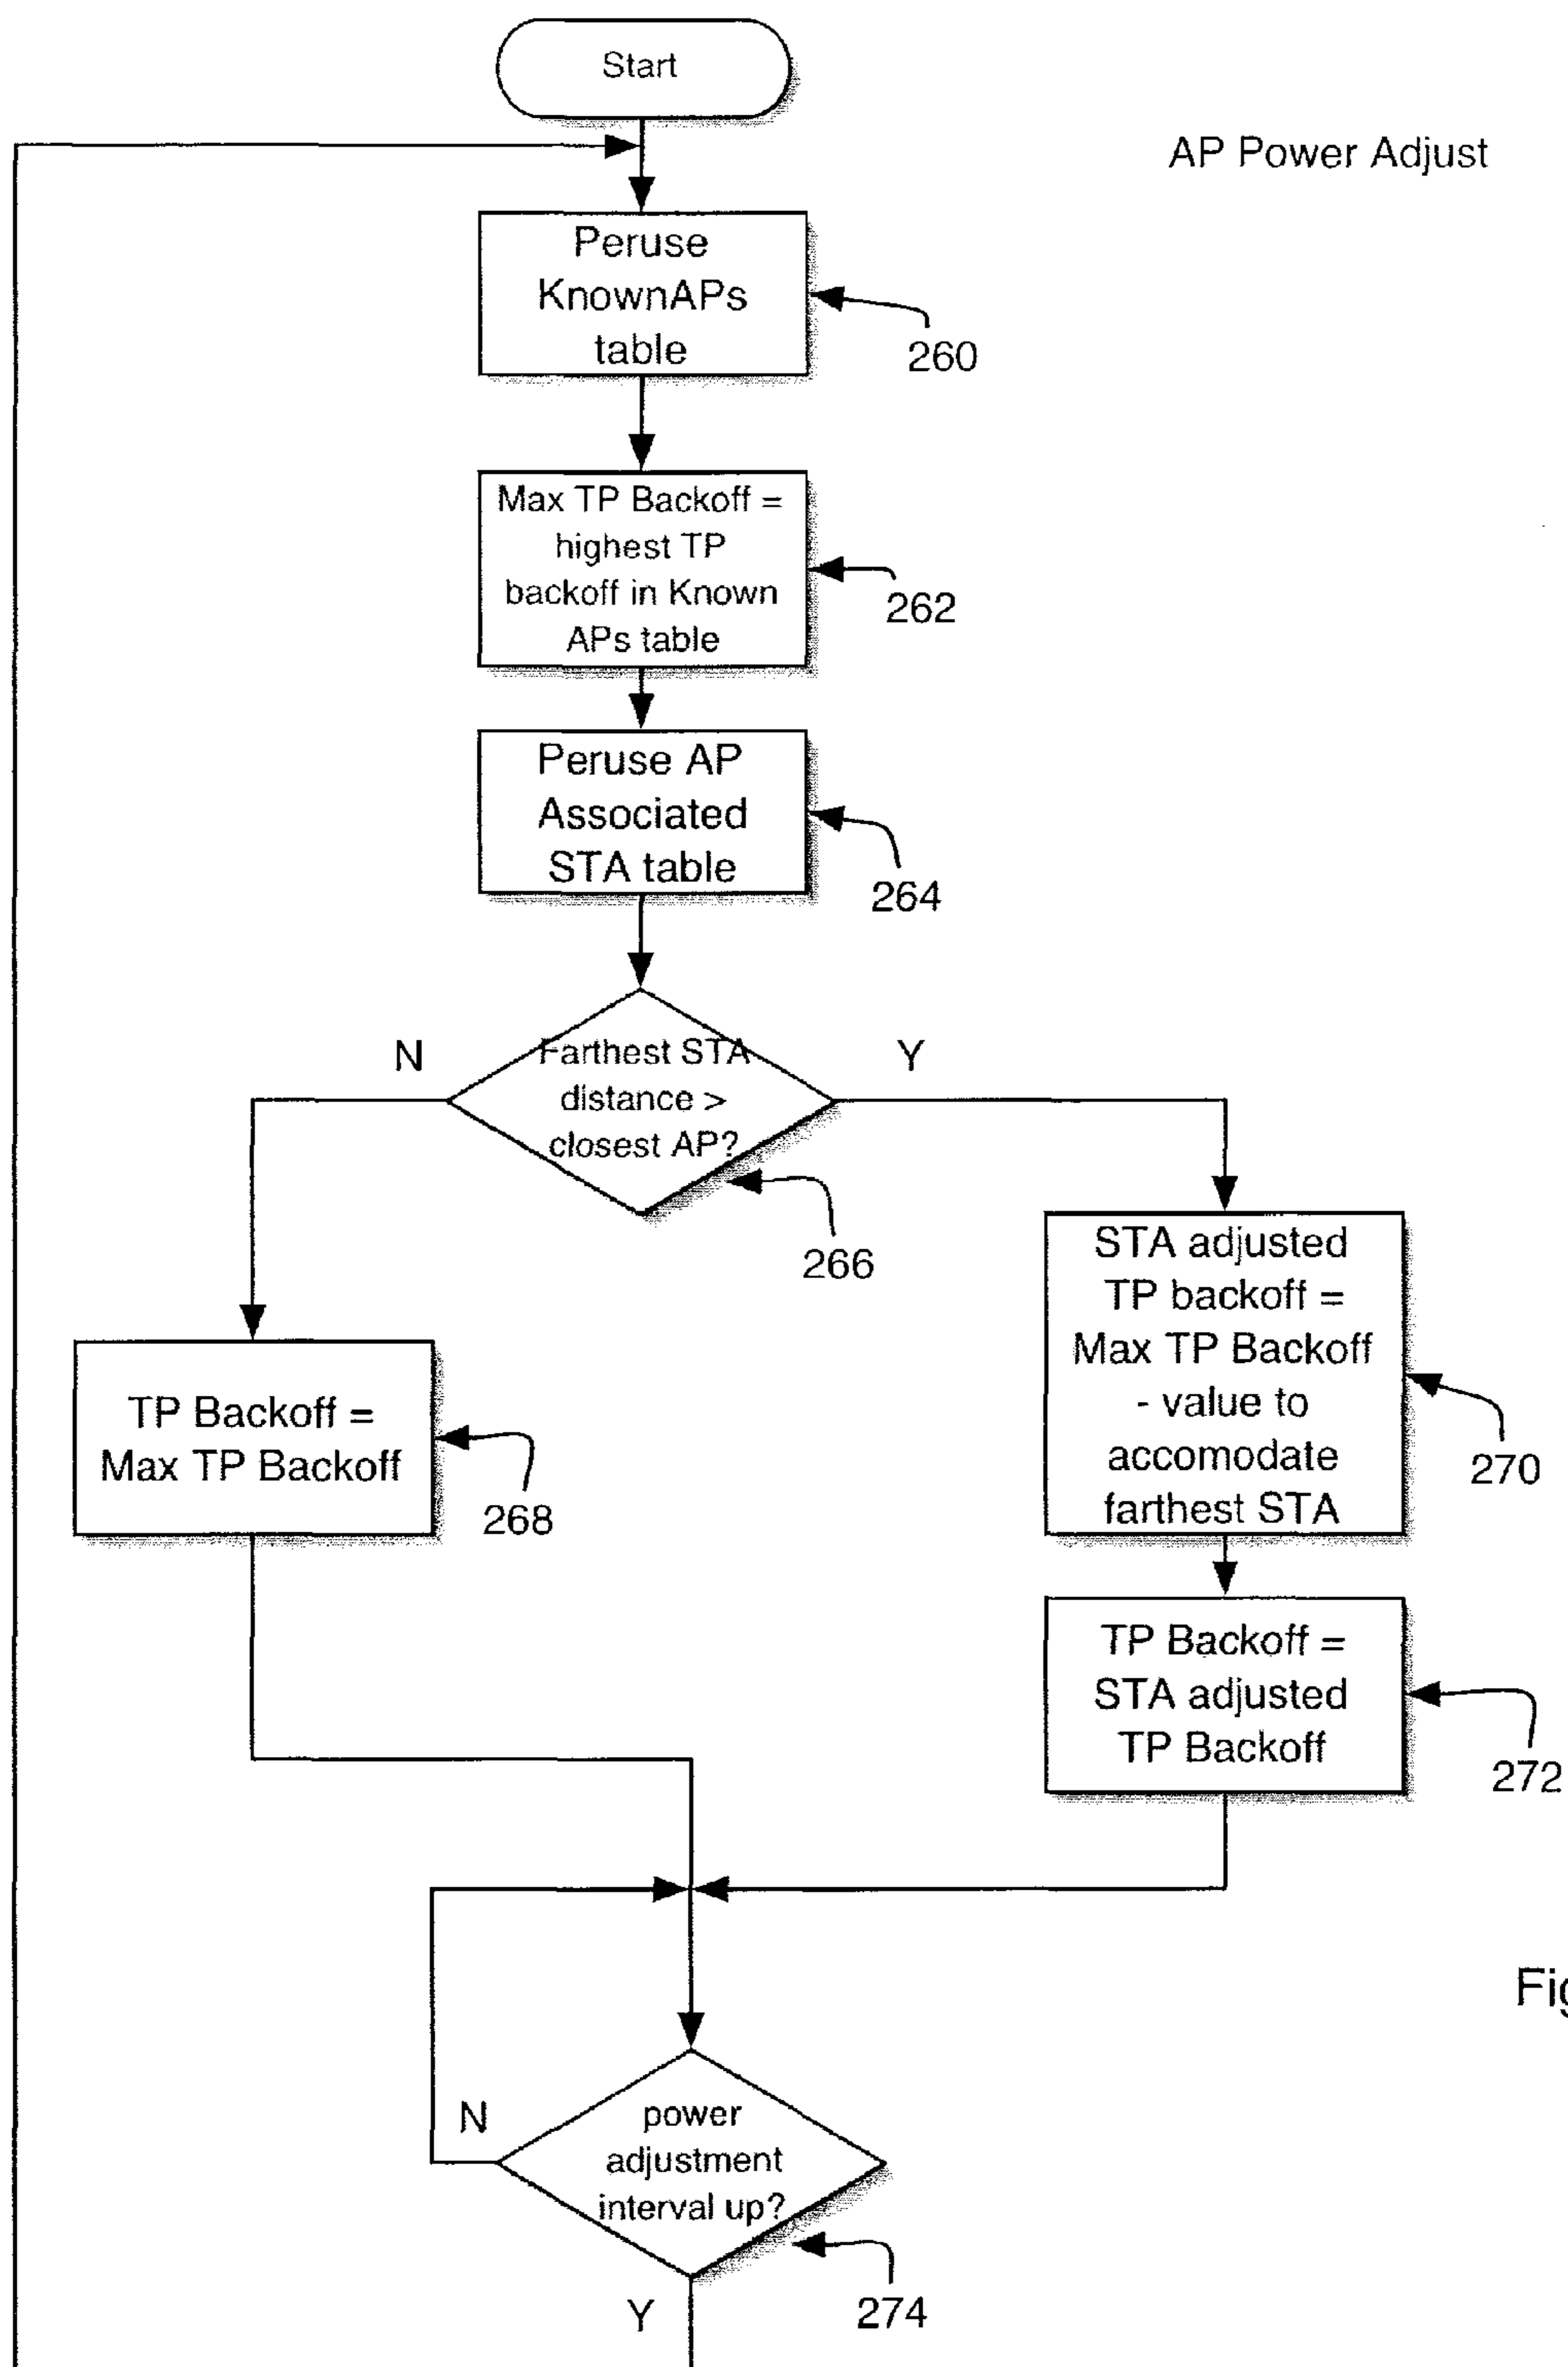 Start
AP Power Adjust
Peruse
KnownAPs
table
260
Max TP Backoff =
highest TP
backoff in Known
APs table
262
Peruse AP
Associated
STA table
264
N
Farthest STA
distance >
closest AP?
Y
266
STA adjusted
TP backoff =
Max TP Backoff
- value to
accomodate
farthest STA
270
TP Backoff =
Max TP Backoff
268
TP Backoff =
STA adjusted
TP Backoff
272
Fig
N
power
adjustment
interval up?
Y
274